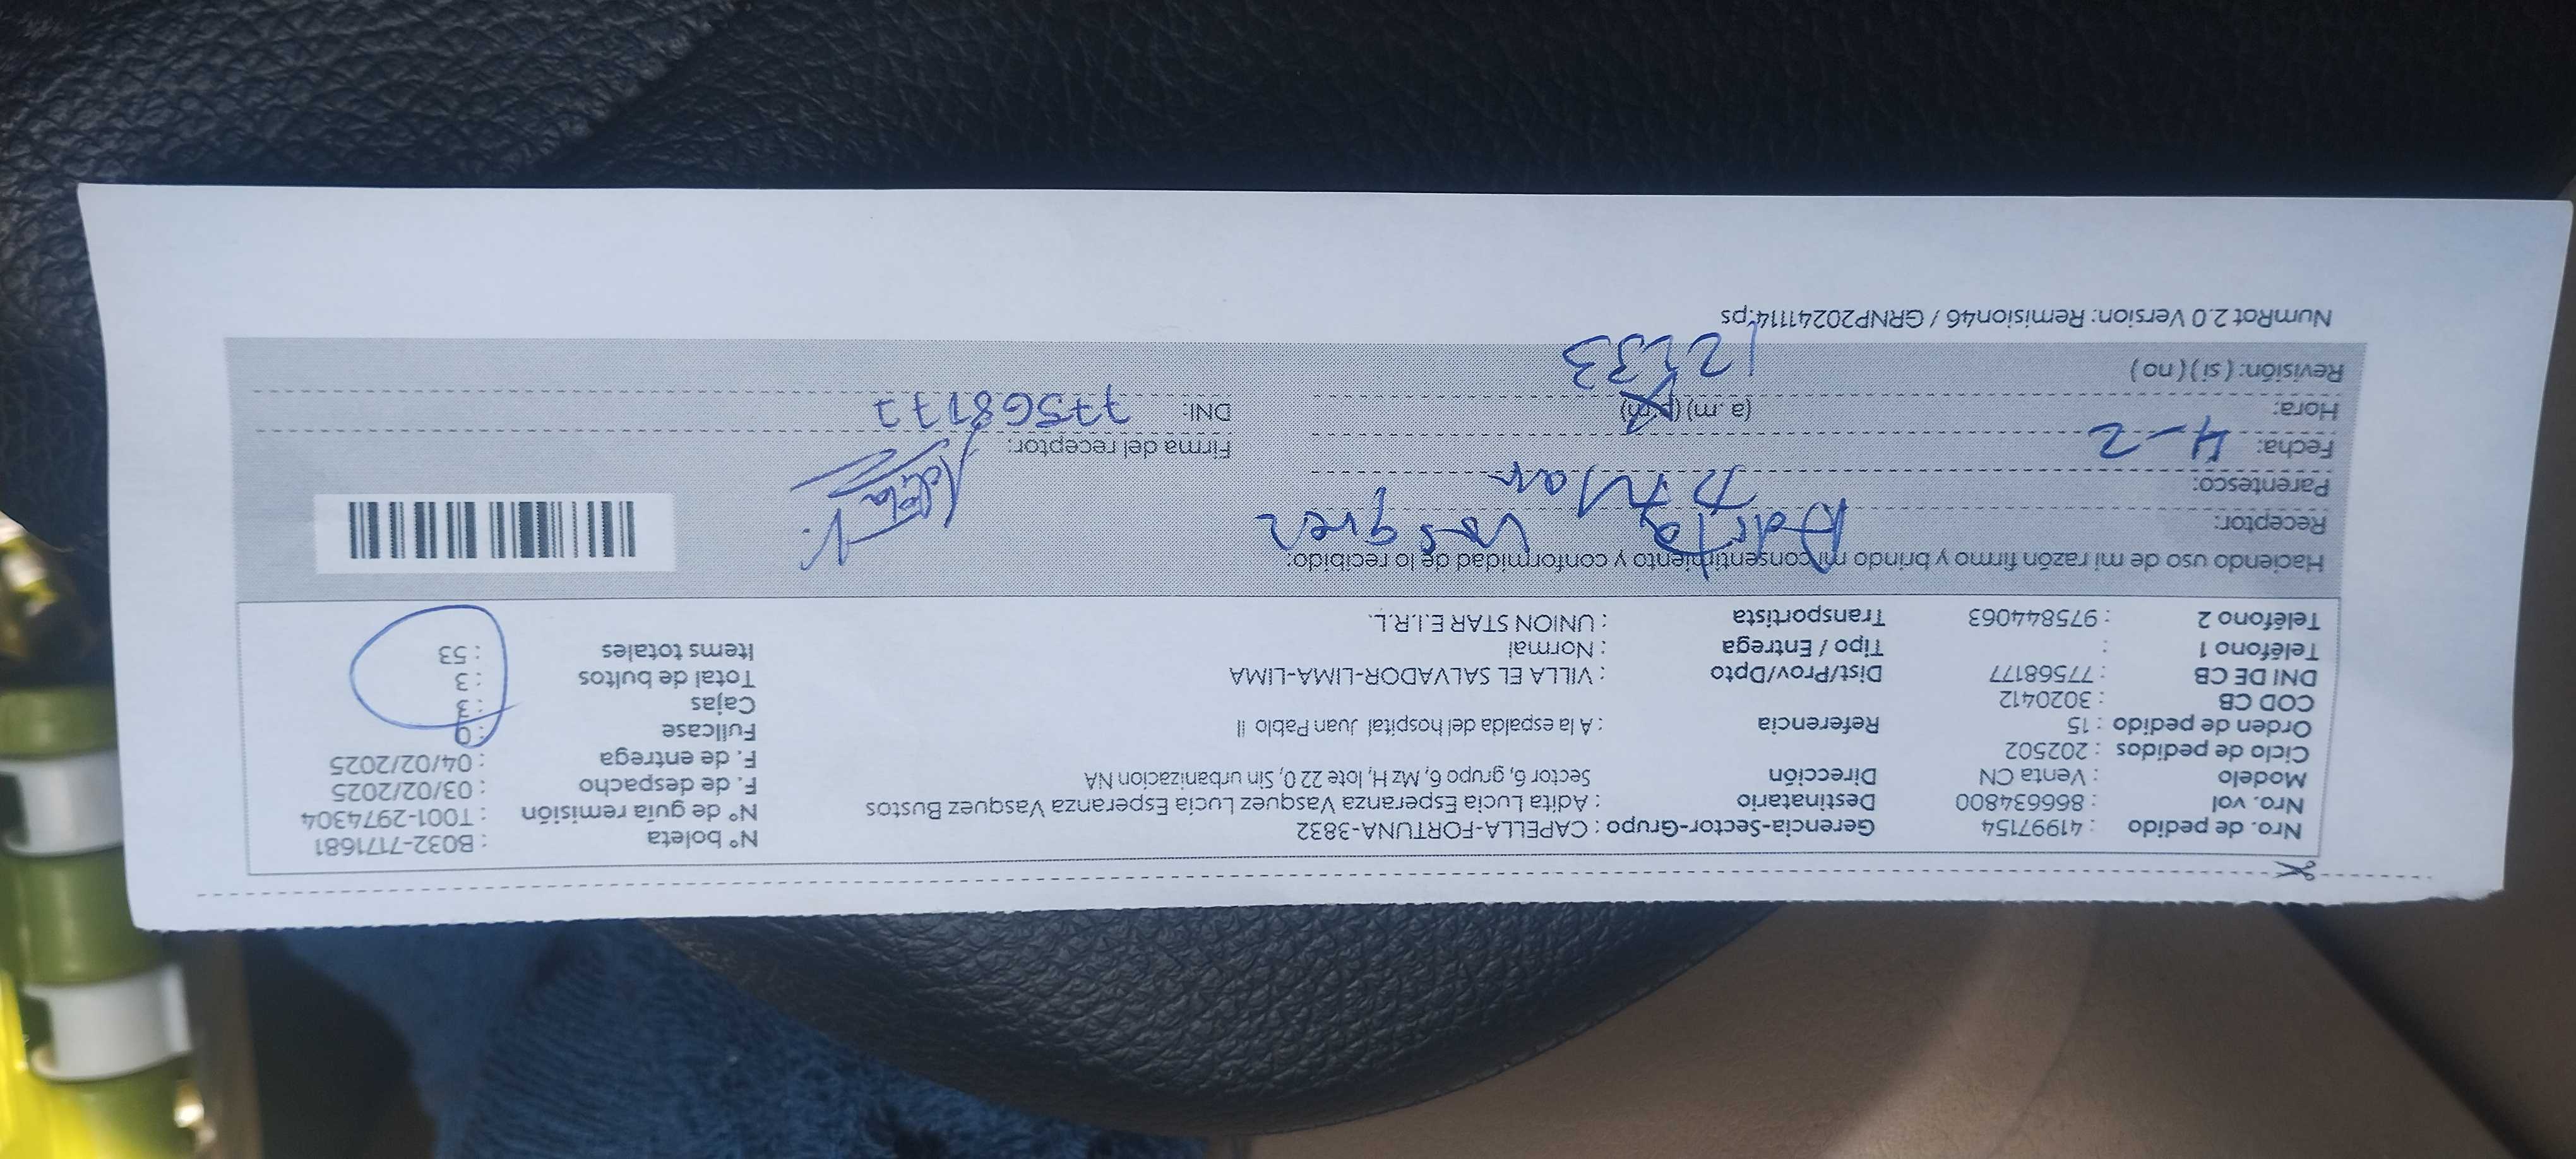 Nro. de pedido : 41997154 Gerencia-Sector-Grupo : CAPELLA-FORTUNA-3832 N° boleta : B032-7171681
Nro. vol : 866634800 Destinatario : Adita Lucia Esperanza Vasquez Lucia Esperanza Vasquez Bustos N° de guía remisión : T001-2974304
Modelo : Venta CN Dirección Sector 6, grupo 6, Mz H, lote 22 0, Sin urbanizacion NA F. de despacho : 03/02/2025
Ciclo de pedidos : 202502 F. de entrega : 04/02/2025
Orden de pedido : 15 Referencia : A la espalda del hospital Juan Pablo II Fullcase : 0
COD CB : 3020412 Cajas : 3
DNI DE CB : 77568177 Dist/Prov/Dpto : VILLA EL SALVADOR-LIMA-LIMA Total de bultos : 3
Teléfono 1 : Tipo / Entrega : Normal Items totales : 53
Teléfono 2 : 975844063 Transportista : UNION STAR E.I.R.L.
Haciendo uso de mi razón firmo y brindo mi consentimiento y conformidad de lo recibido:
Receptor: Adita Vasquez
Parentesco:
Fecha: 4-2 Firma del receptor: Adita V.
Hora: (a.m) (p.m) DNI: 77568177
Revisión: ( si ) ( no ) 12:33
NumRot 2.0 Version: Remision46 / GRNP20241114.ps